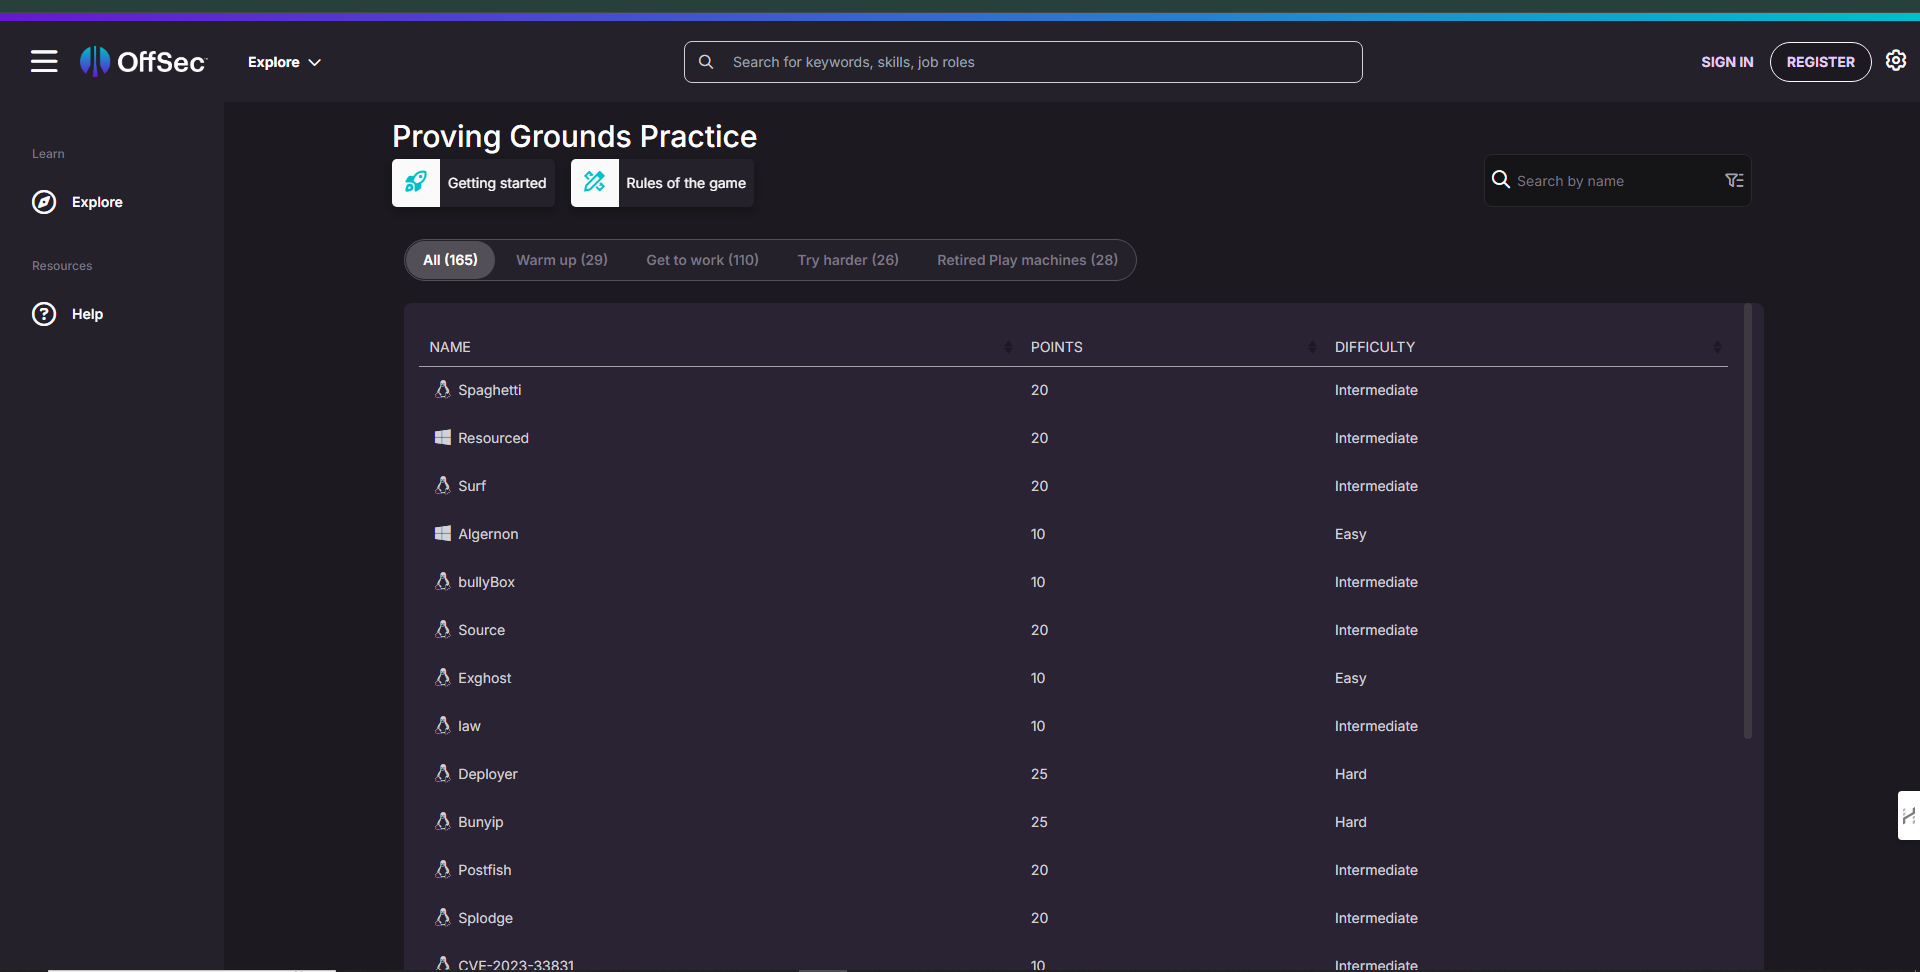 OffSec
Explore
Search for keywords, skills, job roles
SIGN IN
REGISTER
Learn
Explore
Resources
Help
Proving Grounds Practice
Getting started
Rules of the game
Search by name
All (165) Warm up (29) Get to work (110) Try harder (26) Retired Play machines (28)
NAME POINTS DIFFICULTY
Spaghetti 20 Intermediate
Resourced 20 Intermediate
Surf 20 Intermediate
Algernon 10 Easy
bullyBox 10 Intermediate
Source 20 Intermediate
Exghost 10 Easy
law 10 Intermediate
Deployer 25 Hard
Bunyip 25 Hard
Postfish 20 Intermediate
Splodge 20 Intermediate
CVE-2023-33831 10 Intermediate